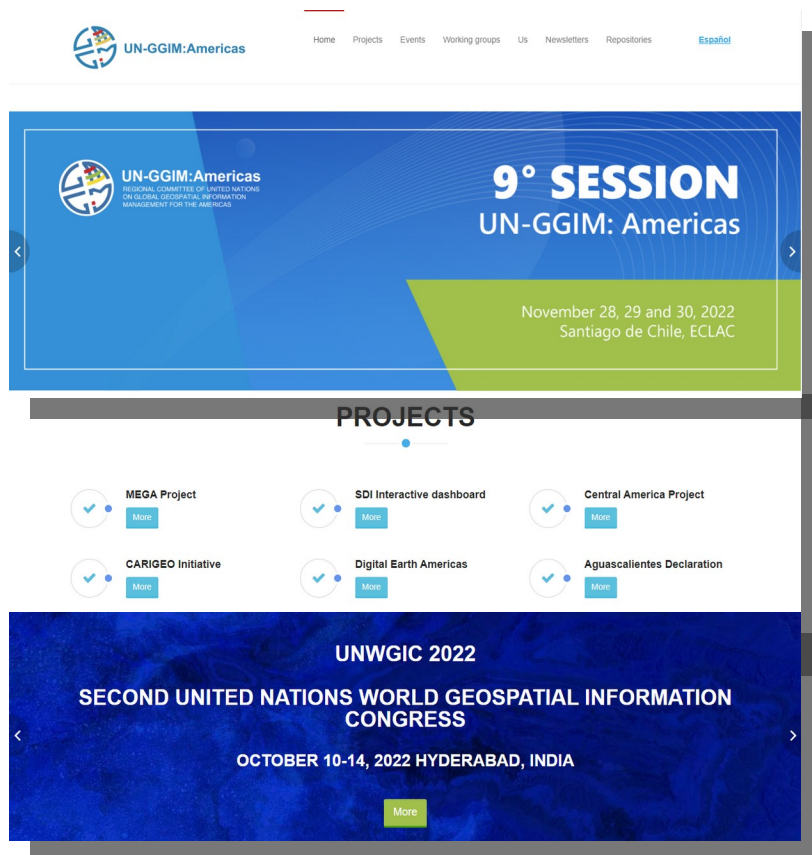 UN-GGIM:Americas
Home Projects Events Working groups Us Newsletters Repositories Español
UN-GGIM:Americas
REGIONAL COMMITTEE OF UNITED NATIONS
ON GLOBAL GEOSPATIAL INFORMATION
MANAGEMENT FOR THE AMERICAS
9° SESSION
UN-GGIM: Americas
November 28, 29 and 30, 2022
Santiago de Chile, ECLAC
PROJECTS
MEGA Project
More
SDI Interactive dashboard
More
Central America Project
More
CARIGEO Initiative
More
Digital Earth Americas
More
Aguascalientes Declaration
More
UNWGIC 2022
SECOND UNITED NATIONS WORLD GEOSPATIAL INFORMATION
CONGRESS
OCTOBER 10-14, 2022 HYDERABAD, INDIA
More